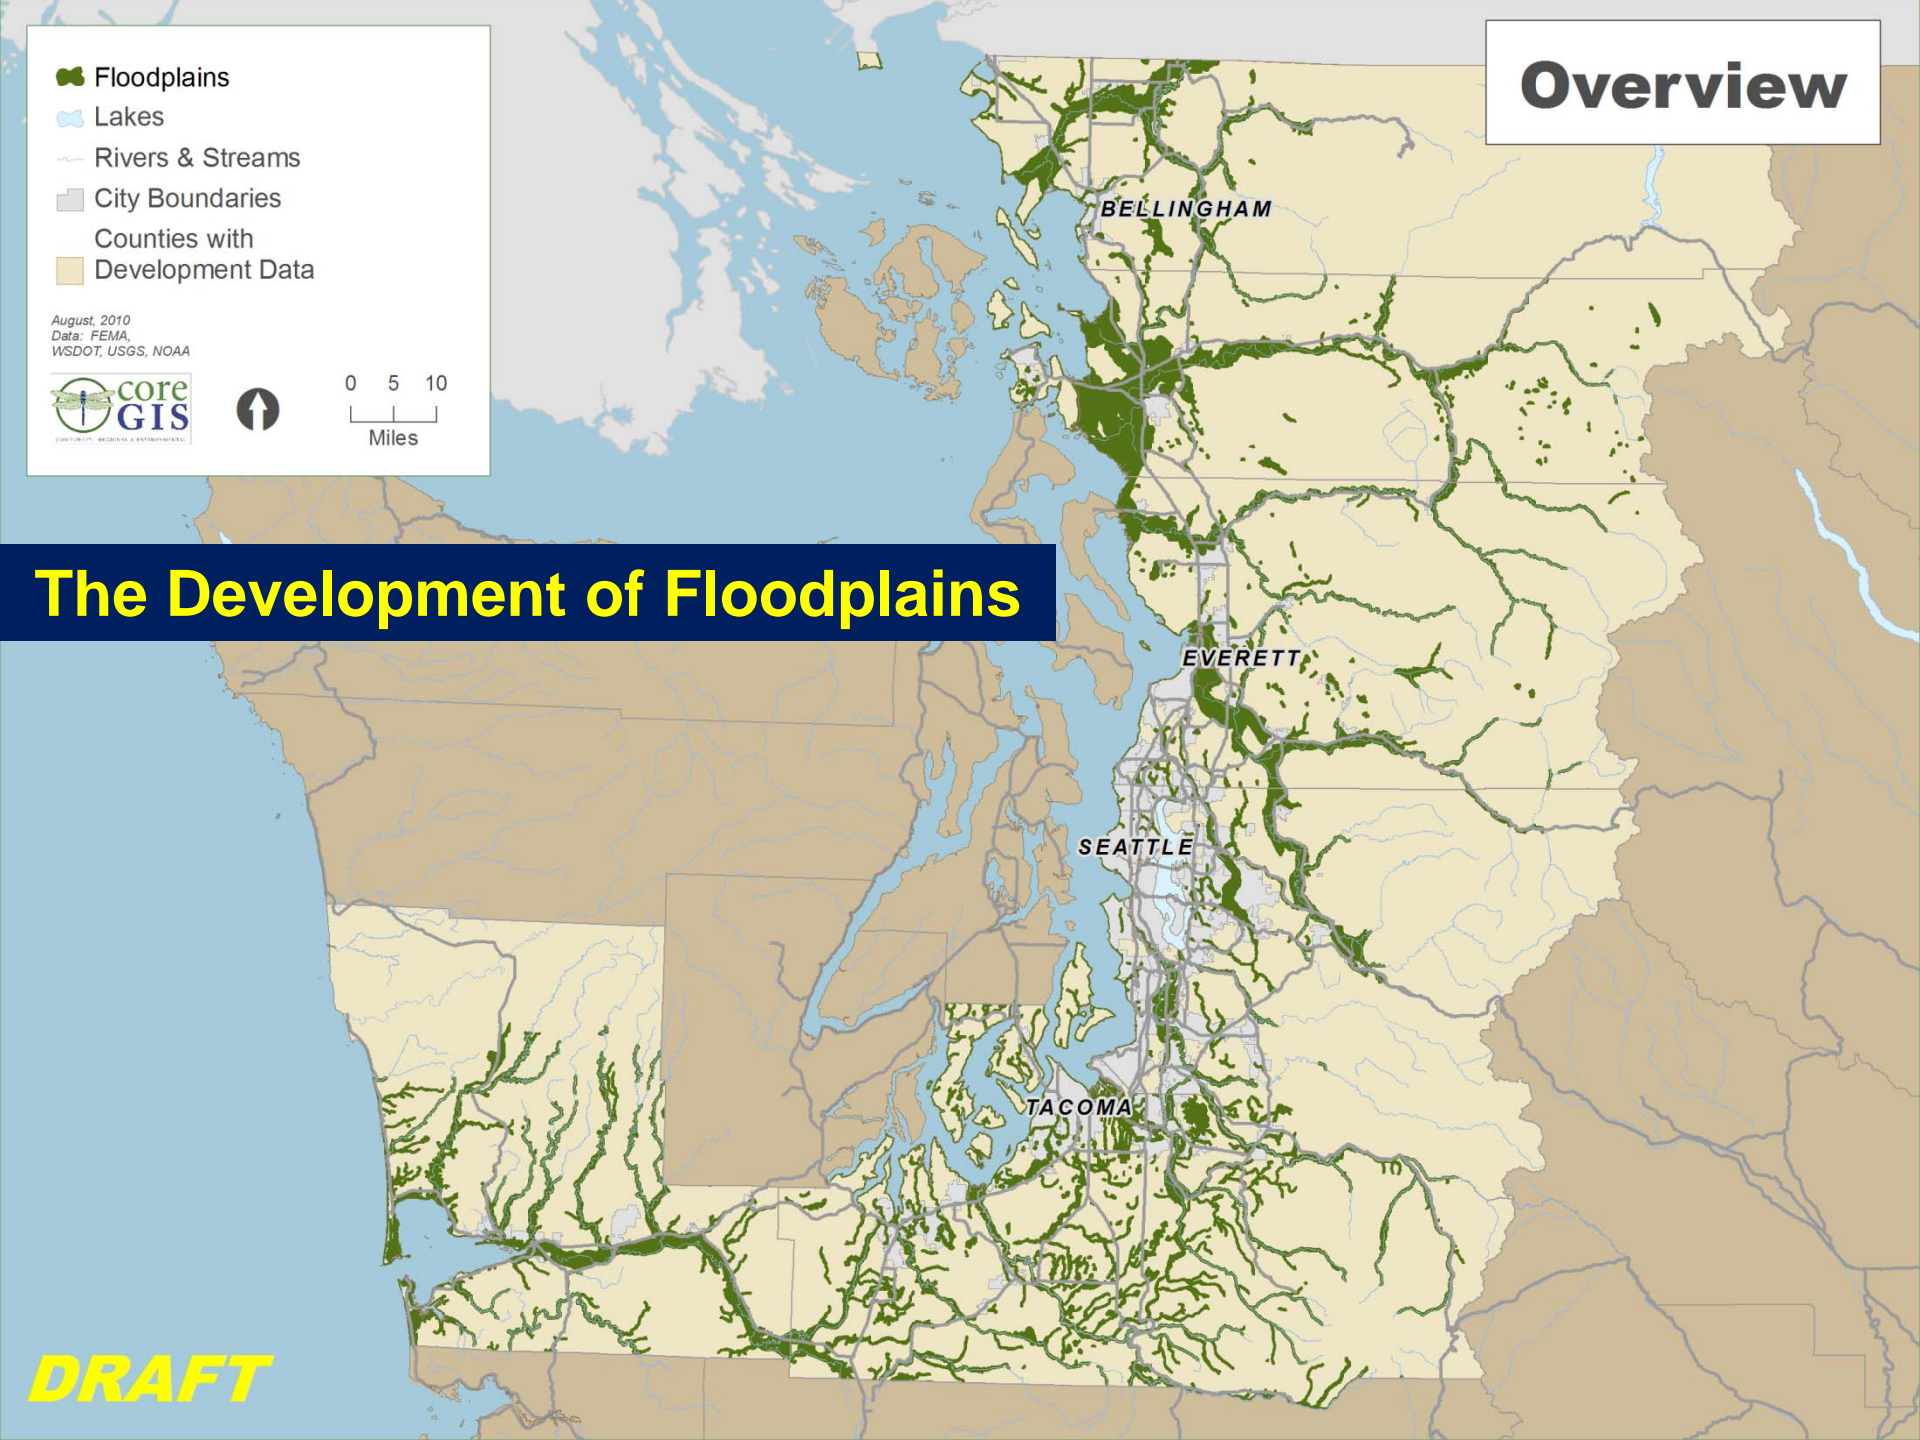 Floodplains
Lakes
Rivers & Streams
City Boundaries
Counties with
Development Data
August, 2010
Data: FEMA,
WSDOT, USGS, NOAA
core
GIS
0 5 10
Miles
Overview
BELLINGHAM
The Development of Floodplains
EVERETT
SEATTLE
TACOMA
DRAFT